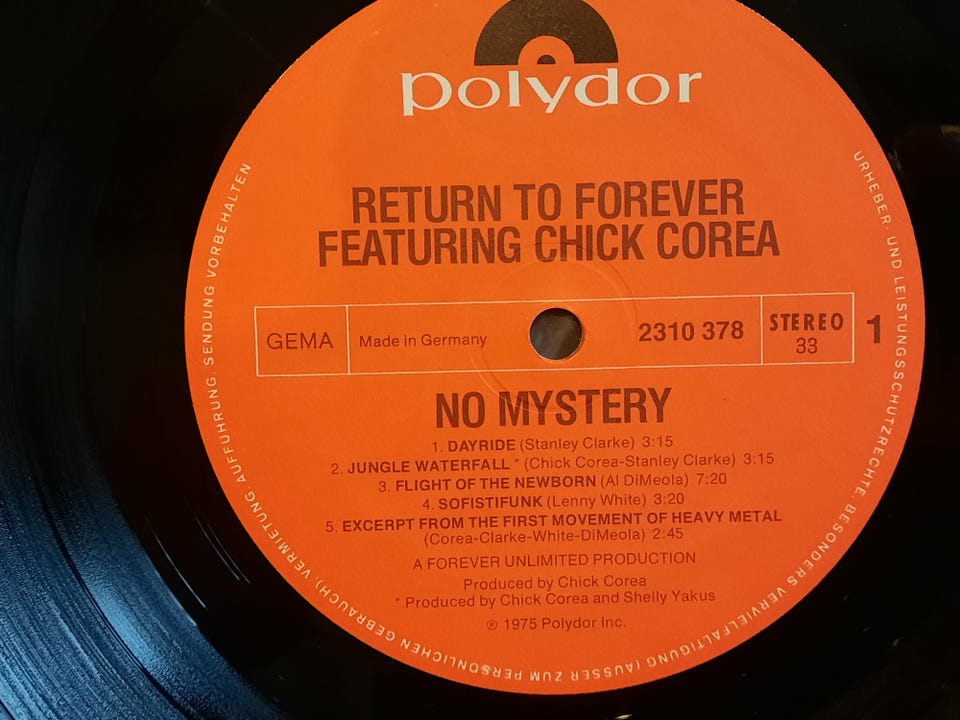 polydor
RETURN TO FOREVER
FEATURING CHICK COREA
GEMA
Made in Germany
2310 378
STEREO
33
1
NO MYSTERY
1. DAYRIDE (Stanley Clarke) 3:15
2. JUNGLE WATERFALL * (Chick Corea-Stanley Clarke) 3:15
3. FLIGHT OF THE NEWBORN (Al DiMeola) 7:20
4. SOFISTIFUNK (Lenny White) 3:20
5. EXCERPT FROM THE FIRST MOVEMENT OF HEAVY METAL
(Corea-Clarke-White-DiMeola) 2:45
A FOREVER UNLIMITED PRODUCTION
Produced by Chick Corea
* Produced by Chick Corea and Shelly Yakus
℗ 1975 Polydor Inc.
URHEBER- UND LEISTUNGSSCHUTZRECHTE, BESONDERS VERVIELFÄLTIGUNG (AUSSER ZUM PERSÖNLICHEN GEBRAUCH), VERMIETUNG, AUFFÜHRUNG, SENDUNG VORBEHALTEN